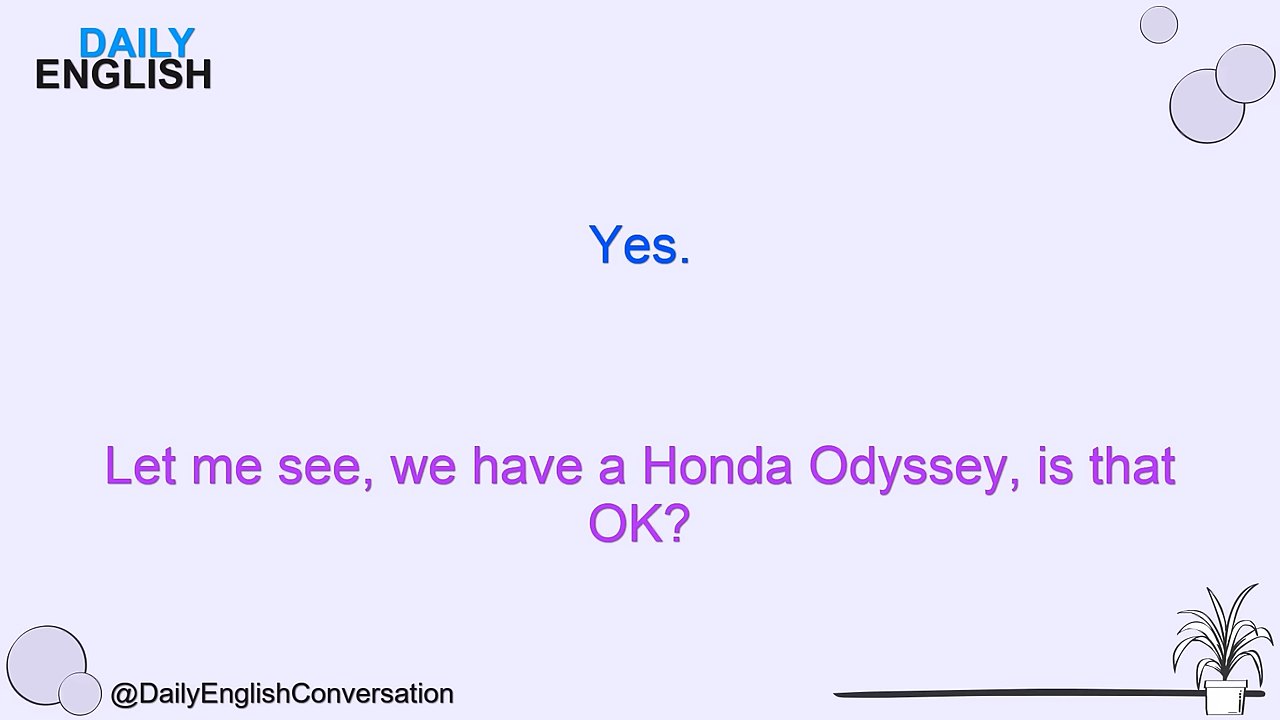 DAILY
ENGLISH
Yes.
Let me see, we have a Honda Odyssey, is that
OK?
@DailyEnglishConversation